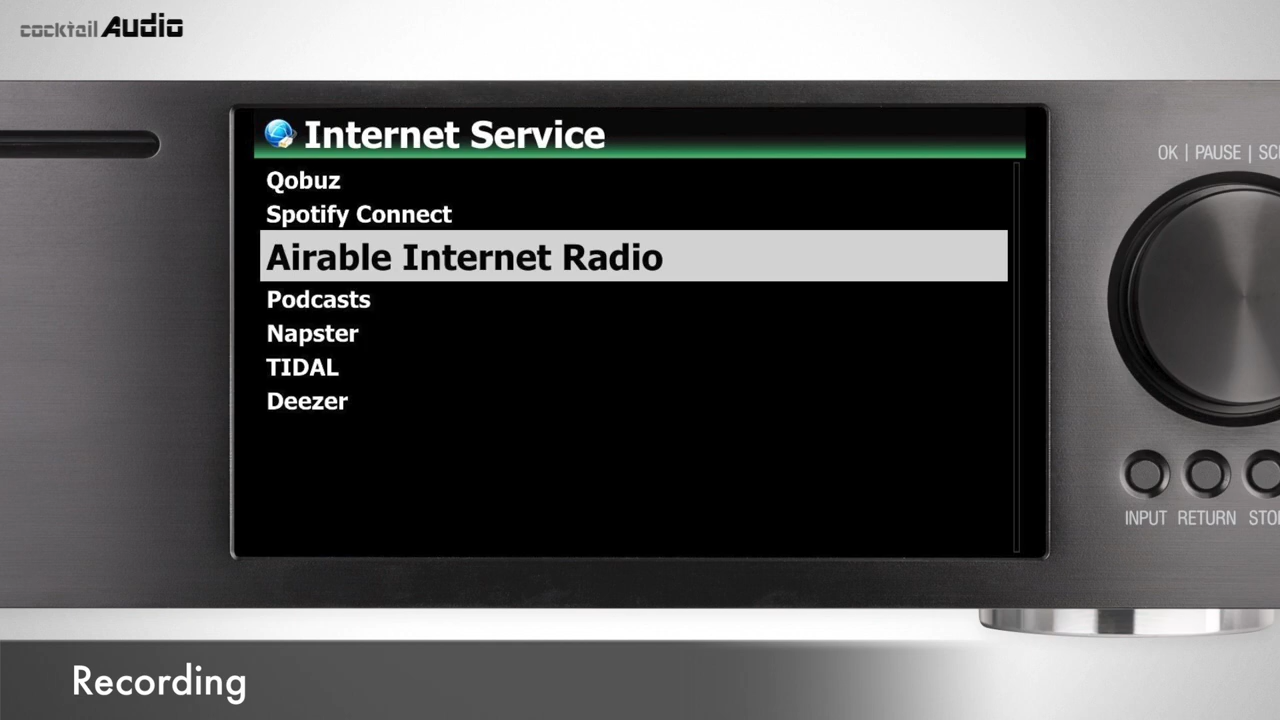 cocktail Audio
Internet Service
Qobuz
Spotify Connect
Airable Internet Radio
Podcasts
Napster
TIDAL
Deezer
OK | PAUSE |
INPUT RETURN
Recording